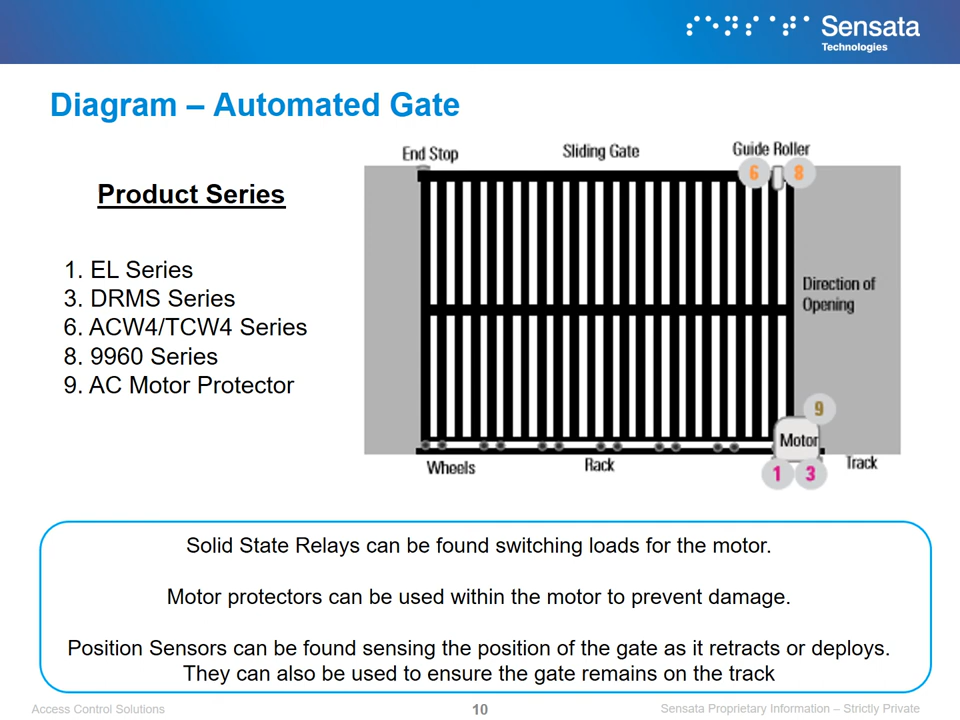 Sensata
Technologies
Diagram – Automated Gate
Product Series
1. EL Series
3. DRMS Series
6. ACW4/TCW4 Series
8. 9960 Series
9. AC Motor Protector
End Stop
Sliding Gate
Guide Roller
6
8
Direction of
Opening
9
Motor
Wheels
Rack
Track
1
3
Solid State Relays can be found switching loads for the motor.
Motor protectors can be used within the motor to prevent damage.
Position Sensors can be found sensing the position of the gate as it retracts or deploys.
They can also be used to ensure the gate remains on the track
Access Control Solutions
10
Sensata Proprietary Information – Strictly Private